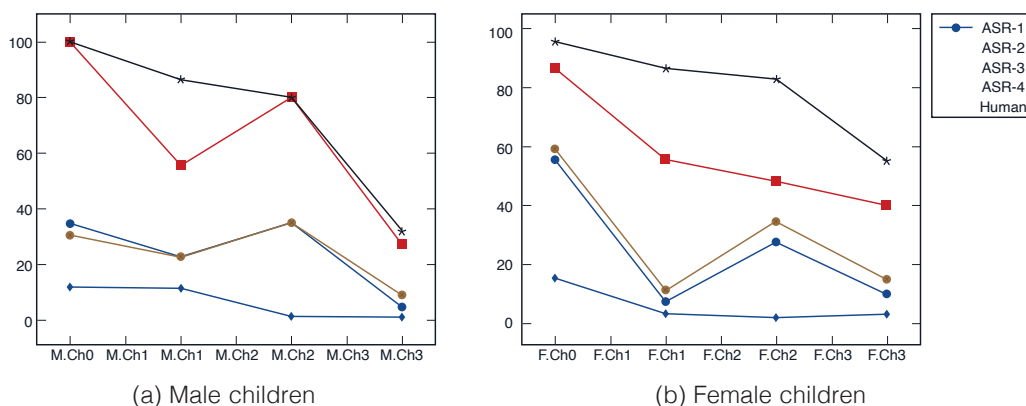 100
80
60
40
20
0
M.Ch0 M.Ch1 M.Ch1 M.Ch2 M.Ch2 M.Ch3 M.Ch3
(a) Male children
100
80
60
40
20
0
F.Ch0 F.Ch1 F.Ch1 F.Ch2 F.Ch2 F.Ch3 F.Ch3
(b) Female children
ASR-1
ASR-2
ASR-3
ASR-4
Human